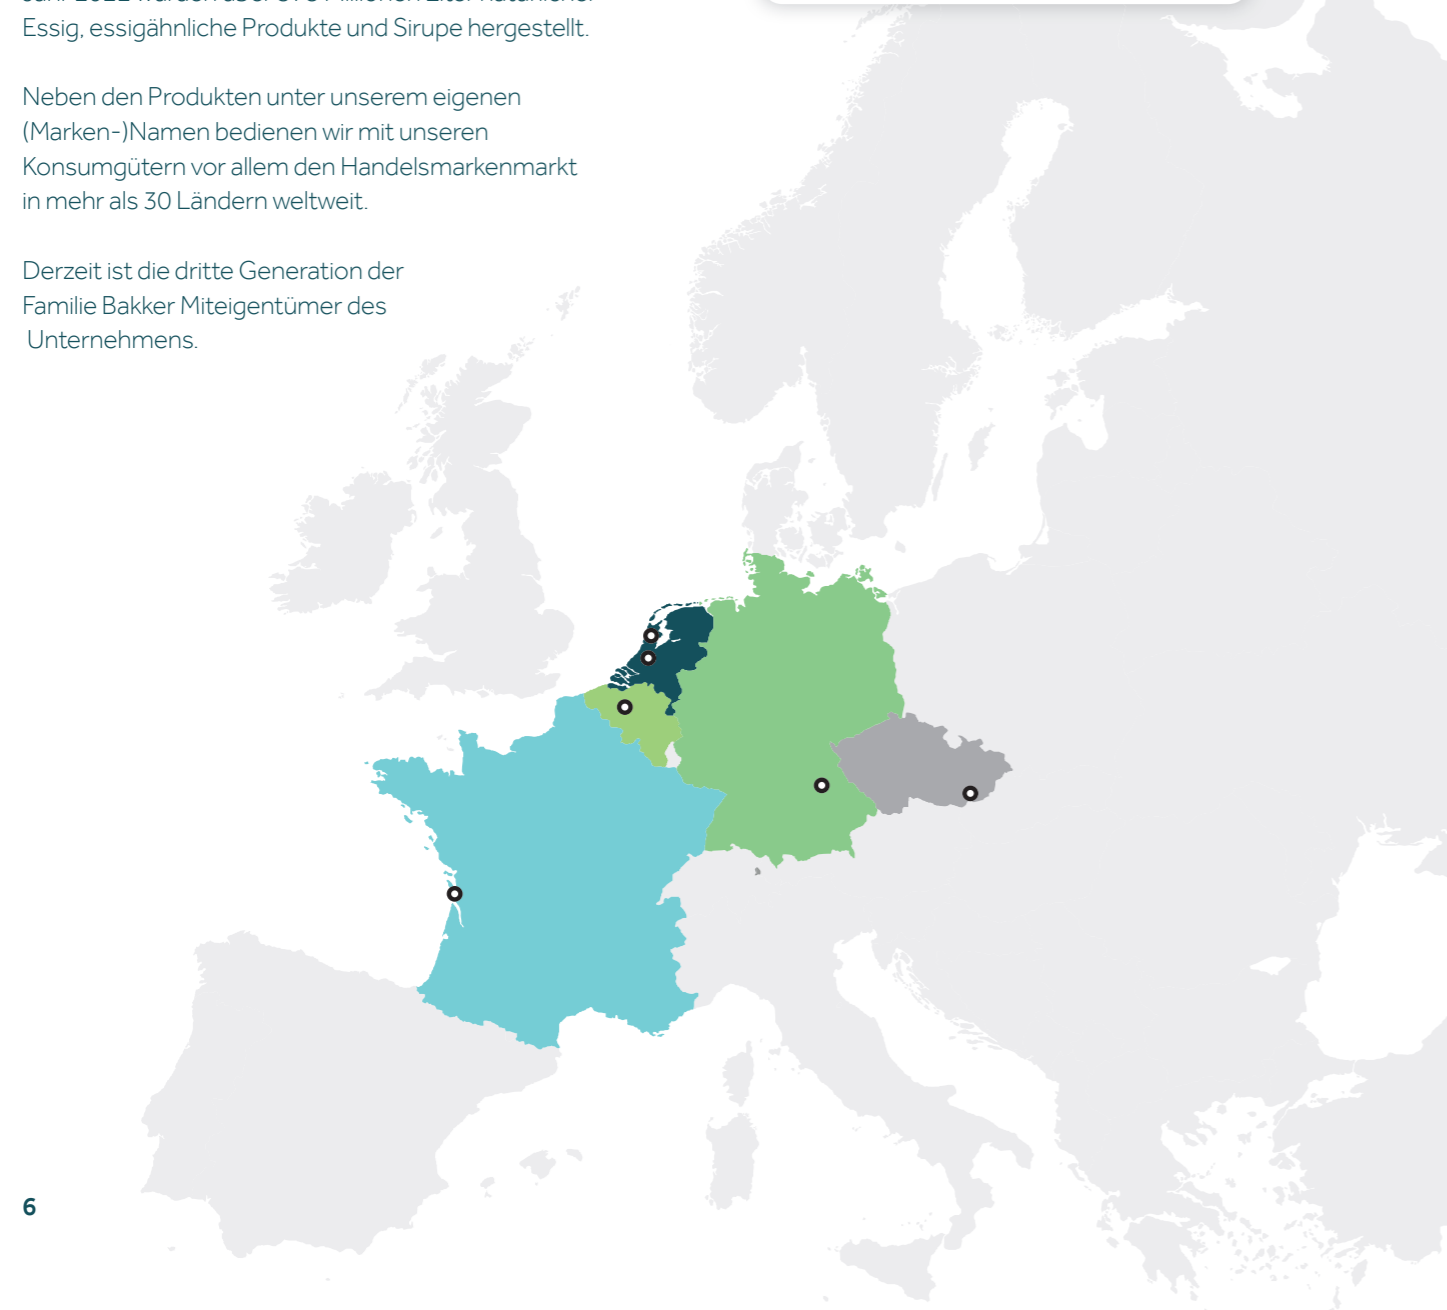 Essig, essigähnliche Produkte und Sirupe hergestellt.
Neben den Produkten unter unserem eigenen
(Marken-)Namen bedienen wir mit unseren
Konsumgütern vor allem den Handelsmarkenmarkt
in mehr als 30 Ländern weltweit.
Derzeit ist die dritte Generation der
Familie Bakker Miteigentümer des
Unternehmens.
6